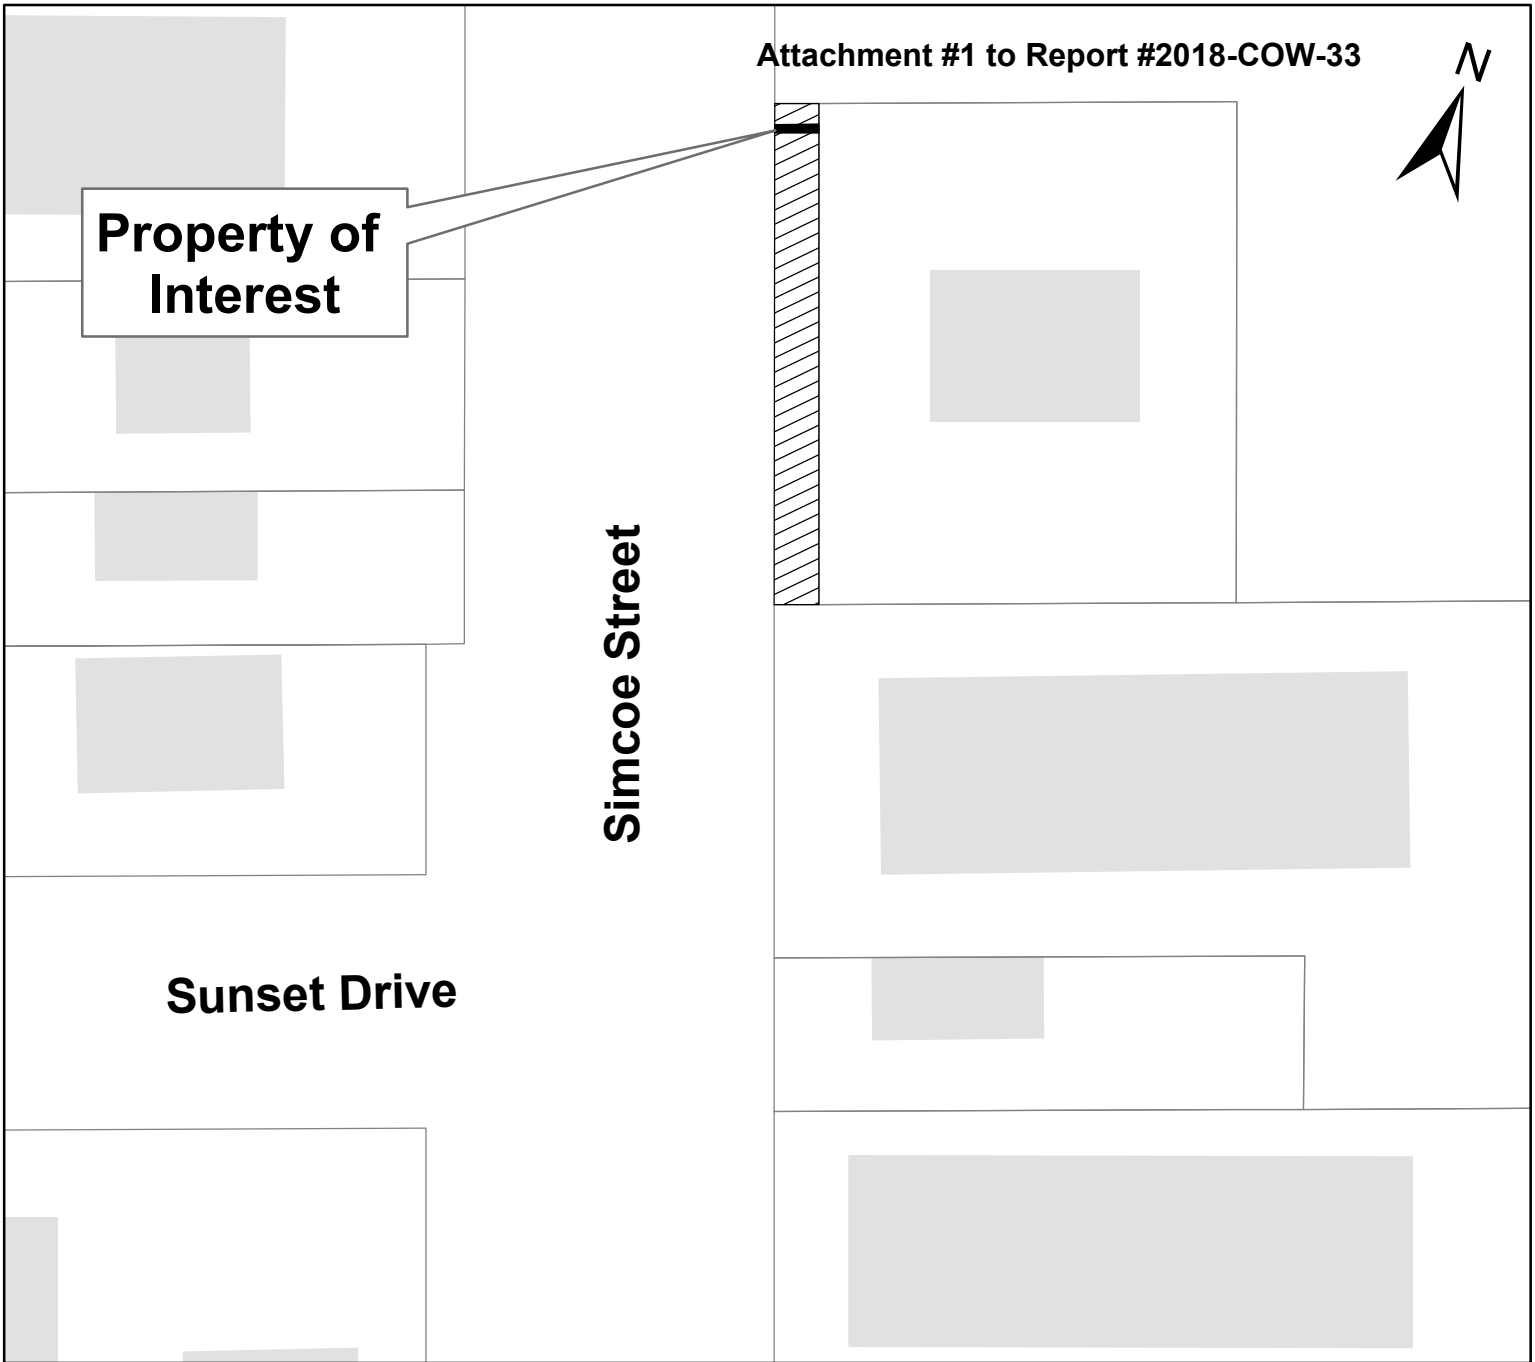 Attachment #1 to Report #2018-COW-33
N
Property of
Interest
Simcoe Street
Sunset Drive